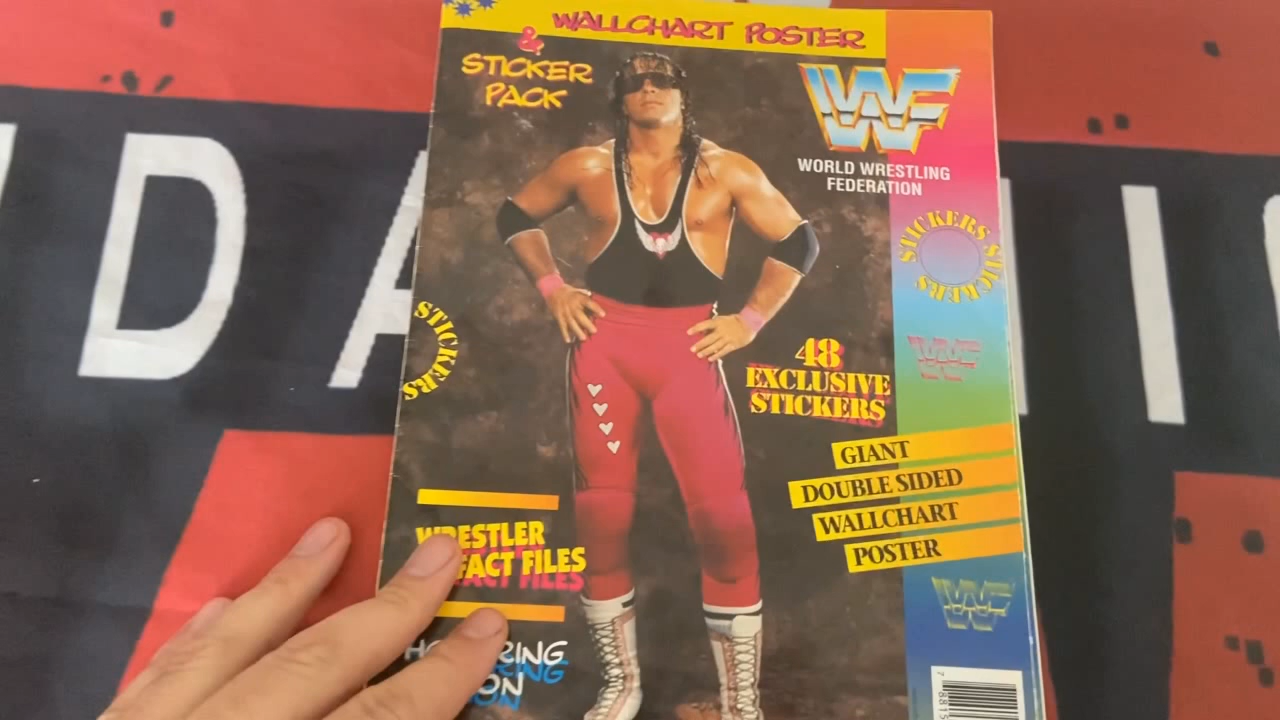 WALLCHART POSTER
&
STICKER
PACK
WWF
WORLD WRESTLING
FEDERATION
STICKERS STICKERS
STICKERS
WWF
48
EXCLUSIVE
STICKERS
GIANT
DOUBLE SIDED
WALLCHART
POSTER
WRESTLER
FACT FILES
WWF
DA